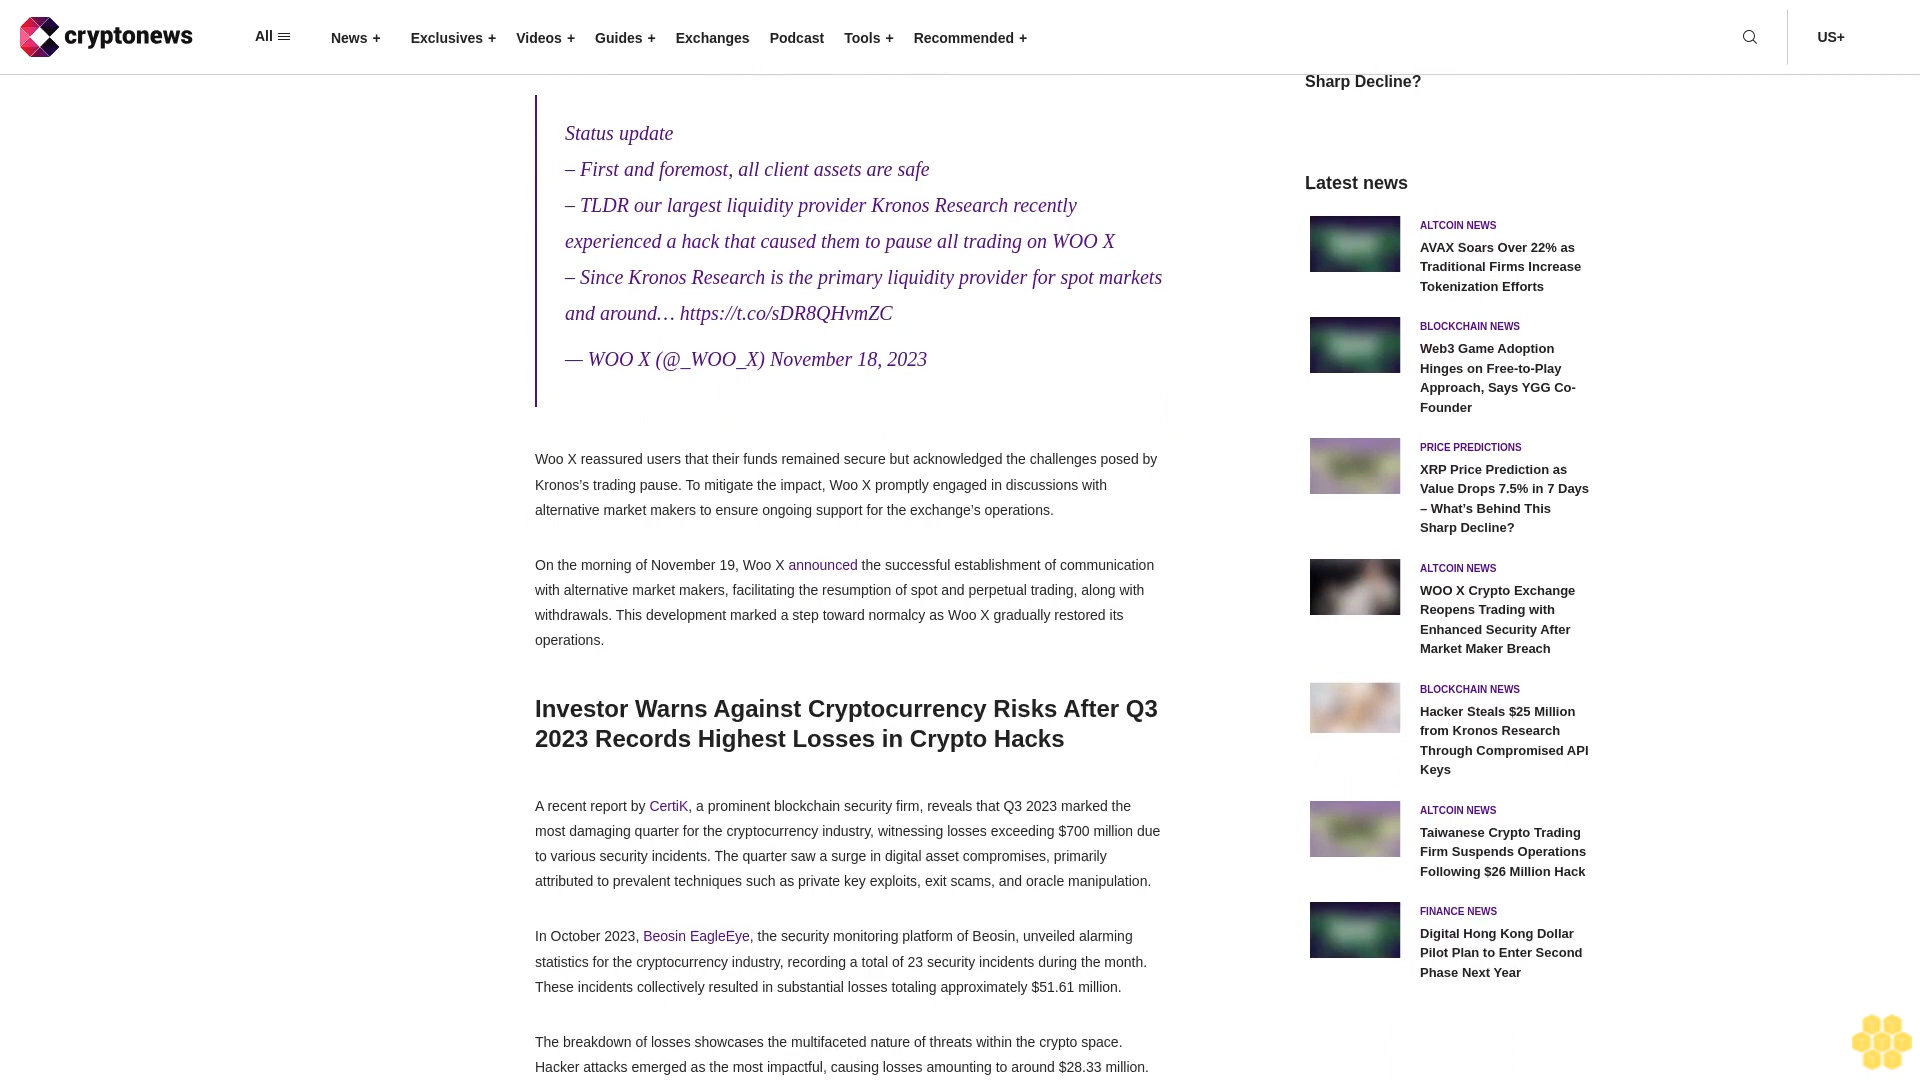 cryptonews
All
News +
Exclusives +
Videos +
Guides +
Exchanges
Podcast
Tools +
Recommended +
US+
Status update
– First and foremost, all client assets are safe
– TLDR our largest liquidity provider Kronos Research recently
experienced a hack that caused them to pause all trading on WOO X
– Since Kronos Research is the primary liquidity provider for spot markets
and around… https://t.co/sDR8QHvmZC
— WOO X (@_WOO_X) November 18, 2023
Woo X reassured users that their funds remained secure but acknowledged the challenges posed by
Kronos’s trading pause. To mitigate the impact, Woo X promptly engaged in discussions with
alternative market makers to ensure ongoing support for the exchange’s operations.
On the morning of November 19, Woo X announced the successful establishment of communication
with alternative market makers, facilitating the resumption of spot and perpetual trading, along with
withdrawals. This development marked a step toward normalcy as Woo X gradually restored its
operations.
Investor Warns Against Cryptocurrency Risks After Q3
2023 Records Highest Losses in Crypto Hacks
A recent report by CertiK, a prominent blockchain security firm, reveals that Q3 2023 marked the
most damaging quarter for the cryptocurrency industry, witnessing losses exceeding $700 million due
to various security incidents. The quarter saw a surge in digital asset compromises, primarily
attributed to prevalent techniques such as private key exploits, exit scams, and oracle manipulation.
In October 2023, Beosin EagleEye, the security monitoring platform of Beosin, unveiled alarming
statistics for the cryptocurrency industry, recording a total of 23 security incidents during the month.
These incidents collectively resulted in substantial losses totaling approximately $51.61 million.
The breakdown of losses showcases the multifaceted nature of threats within the crypto space.
Hacker attacks emerged as the most impactful, causing losses amounting to around $28.33 million.
Sharp Decline?
Latest news
ALTCOIN NEWS
AVAX Soars Over 22% as
Traditional Firms Increase
Tokenization Efforts
BLOCKCHAIN NEWS
Web3 Game Adoption
Hinges on Free-to-Play
Approach, Says YGG Co-
Founder
PRICE PREDICTIONS
XRP Price Prediction as
Value Drops 7.5% in 7 Days
– What’s Behind This
Sharp Decline?
ALTCOIN NEWS
WOO X Crypto Exchange
Reopens Trading with
Enhanced Security After
Market Maker Breach
BLOCKCHAIN NEWS
Hacker Steals $25 Million
from Kronos Research
Through Compromised API
Keys
ALTCOIN NEWS
Taiwanese Crypto Trading
Firm Suspends Operations
Following $26 Million Hack
FINANCE NEWS
Digital Hong Kong Dollar
Pilot Plan to Enter Second
Phase Next Year